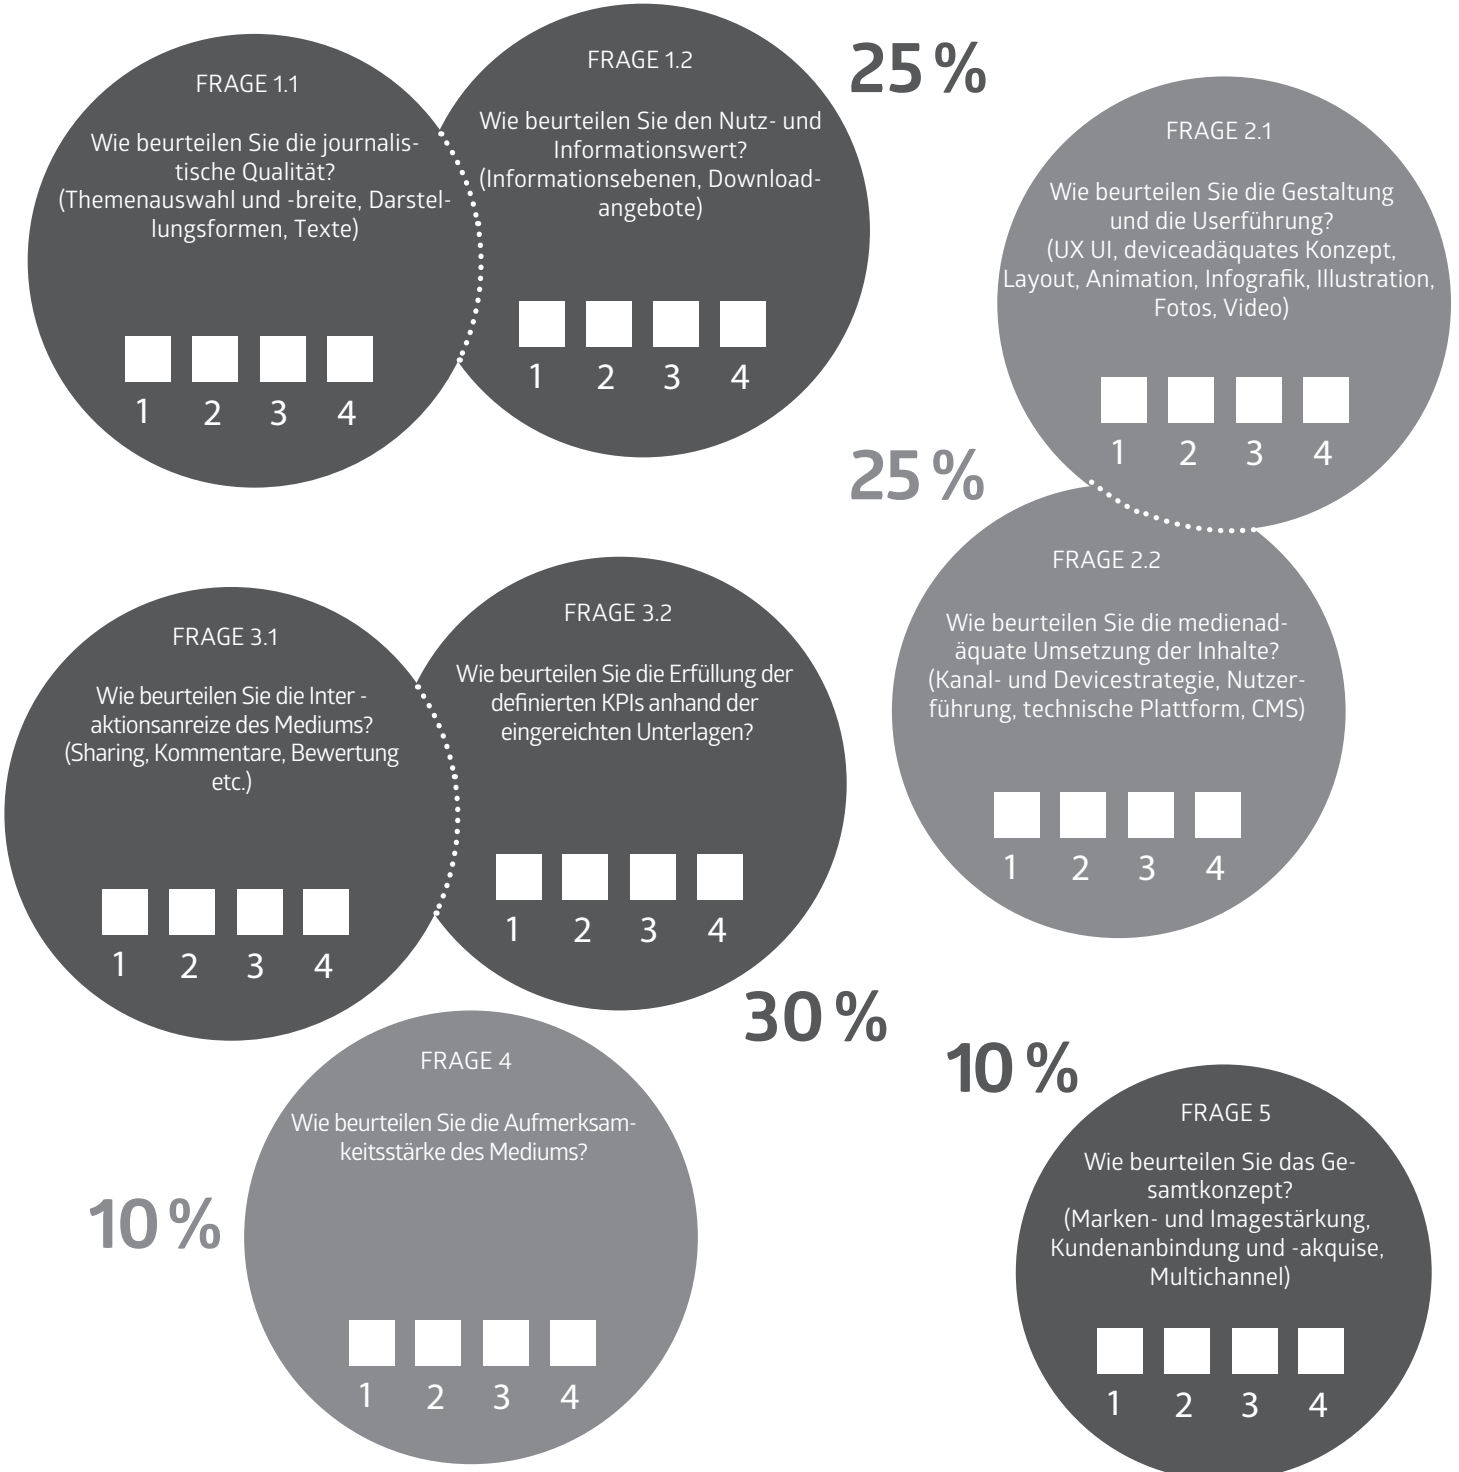 FRAGE 1.1
Wie beurteilen Sie die journalis-
tische Qualität?
(Themenauswahl und -breite, Darstel-
lungsformen, Texte)
1 2 3 4
FRAGE 1.2
Wie beurteilen Sie den Nutz- und
Informationswert?
(Informationsebenen, Download-
angebote)
1 2 3 4
25 %
FRAGE 2.1
Wie beurteilen Sie die Gestaltung
und die Userführung?
(UX UI, deviceadäquates Konzept,
Layout, Animation, Infografik, Illustration,
Fotos, Video)
1 2 3 4
25 %
FRAGE 2.2
Wie beurteilen Sie die medienad-
äquate Umsetzung der Inhalte?
(Kanal- und Devicestrategie, Nutzer-
führung, technische Plattform, CMS)
1 2 3 4
FRAGE 3.1
Wie beurteilen Sie die Inter -
aktionsanreize des Mediums?
(Sharing, Kommentare, Bewertung
etc.)
1 2 3 4
FRAGE 3.2
Wie beurteilen Sie die Erfüllung der
definierten KPIs anhand der
eingereichten Unterlagen?
1 2 3 4
30 %
FRAGE 4
Wie beurteilen Sie die Aufmerksam-
keitsstärke des Mediums?
1 2 3 4
10 %
10 %
FRAGE 5
Wie beurteilen Sie das Ge-
samtkonzept?
(Marken- und Imagestärkung,
Kundenanbindung und -akquise,
Multichannel)
1 2 3 4